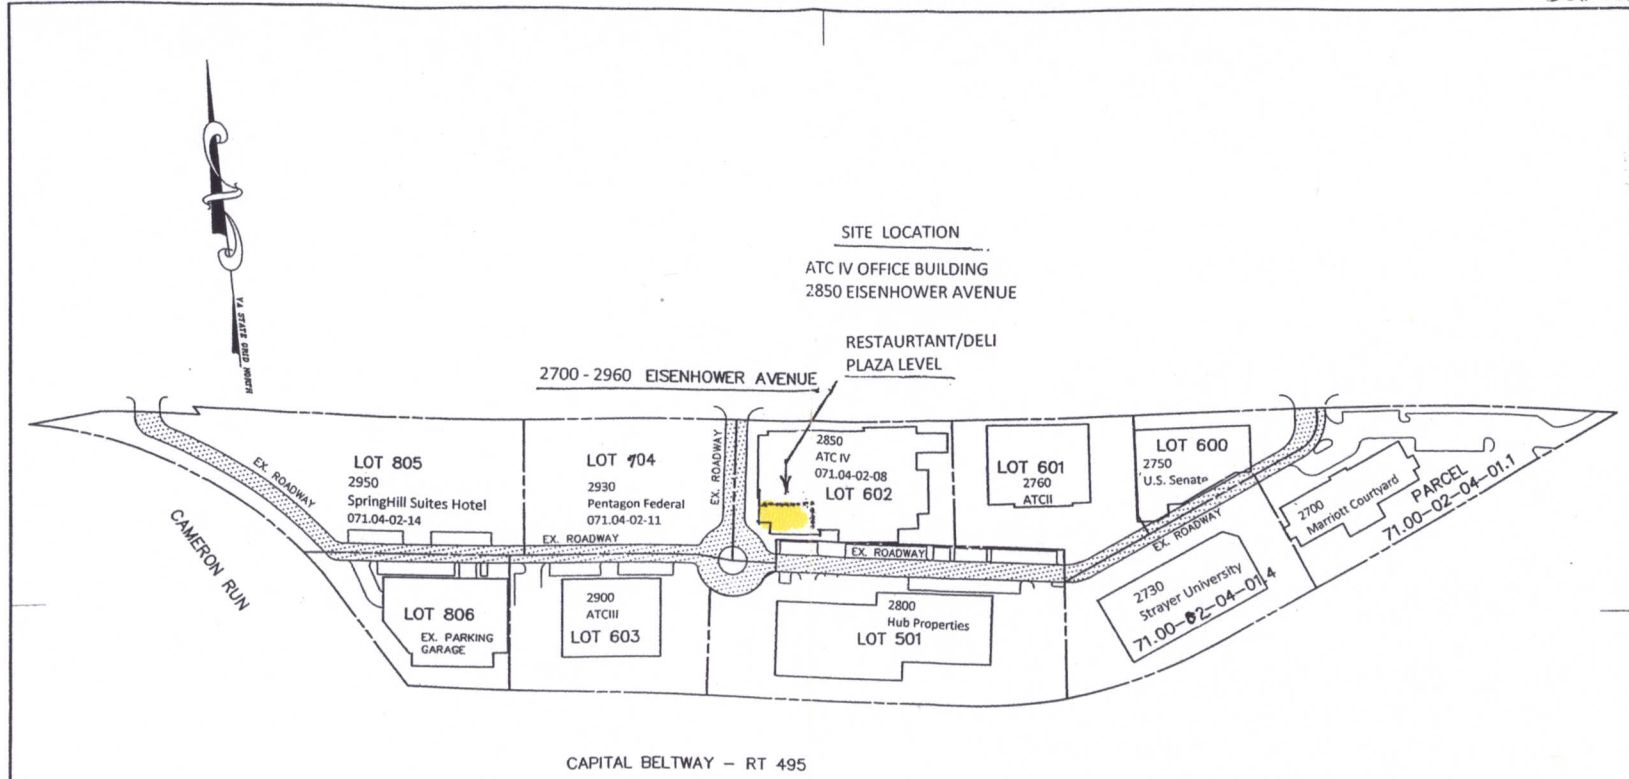 SITE LOCATION
ATC IV OFFICE BUILDING
2850 EISENHOWER AVENUE
RESTAURTANT/DELI
PLAZA LEVEL
2700 - 2960 EISENHOWER AVENUE
VA STATE GRID NORTH
EX. ROADWAY
LOT 805
2950
SpringHill Suites Hotel
071.04-02-14
LOT 704
2930
Pentagon Federal
071.04-02-11
EX. ROADWAY
2850
ATC IV
071.04-02-08
LOT 602
LOT 601
2760
ATCII
LOT 600
2750
U.S. Senate
2700
Marriott Courtyard
PARCEL
71.00-02-04-01.1
CAMERON RUN
EX. ROADWAY
EX. ROADWAY
EX. ROADWAY
LOT 806
EX. PARKING
GARAGE
2900
ATCIII
LOT 603
2800
Hub Properties
LOT 501
2730
Strayer University
71.00-02-04-01.4
CAPITAL BELTWAY - RT 495